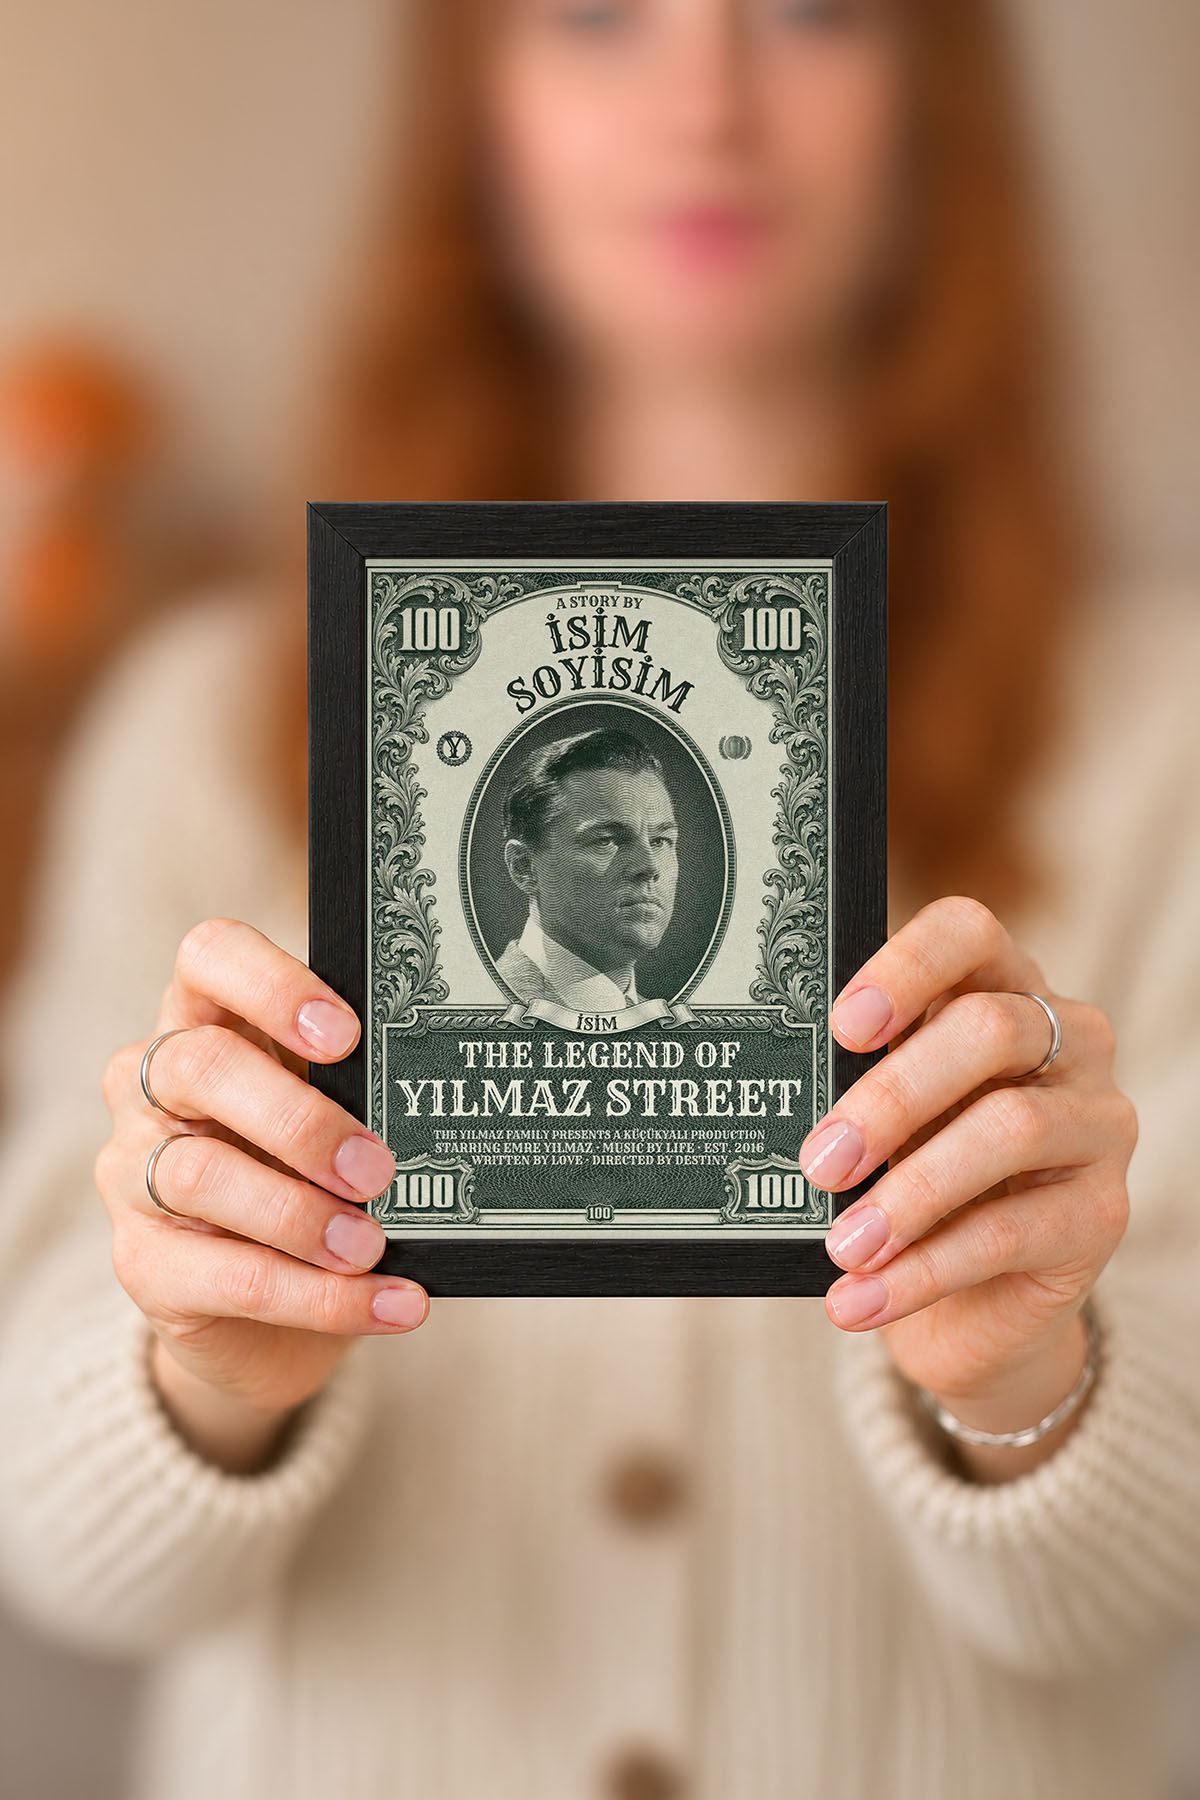 100
100
A STORY BY
İSİM
SOYİSİM
Y
İSİM
THE LEGEND OF
YILMAZ STREET
THE YILMAZ FAMILY PRESENTS A KÜÇÜKYALI PRODUCTION
STARRING EMRE YILMAZ · MUSIC BY LIFE · EST. 2016
WRITTEN BY LOVE · DIRECTED BY DESTINY
100
100
100